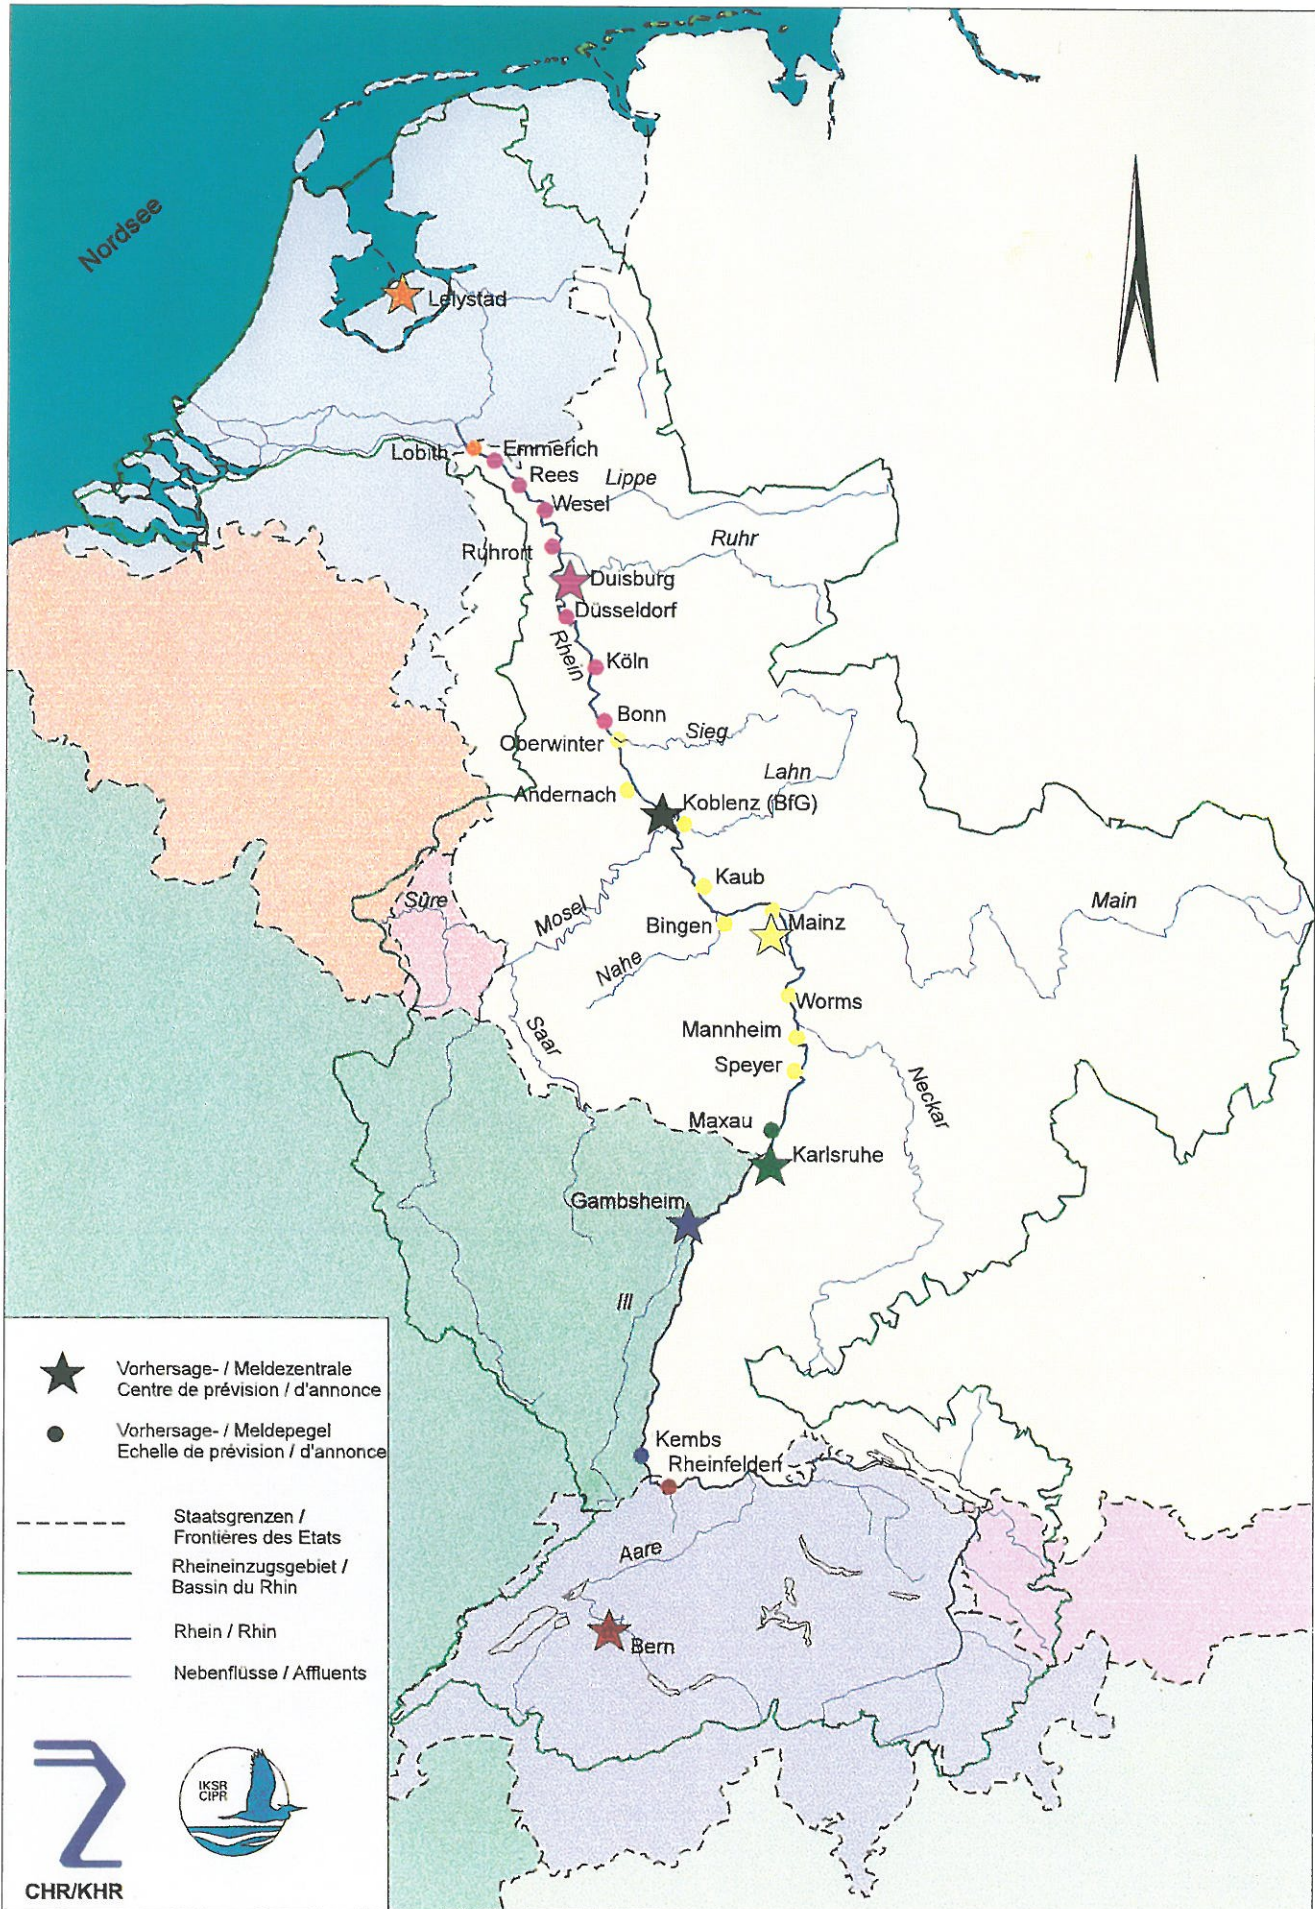 Nordsee
Lelystad
Lobith
Emmerich
Rees
Lippe
Wesel
Ruhrort
Ruhr
Duisburg
Düsseldorf
Rhein
Köln
Bonn
Sieg
Oberwinter
Lahn
Andernach
Koblenz (BfG)
Kaub
Sûre
Mosel
Bingen
Mainz
Main
Nahe
Worms
Saar
Mannheim
Speyer
Neckar
Maxau
Karlsruhe
Gambsheim
Ill
Kembs
Rheinfelden
Aare
Bern
Vorhersage- / Meldezentrale
Centre de prévision / d'annonce
Vorhersage- / Meldepegel
Echelle de prévision / d'annonce
Staatsgrenzen /
Frontières des Etats
Rheineinzugsgebiet /
Bassin du Rhin
Rhein / Rhin
Nebenflüsse / Affluents
IKSR
CIPR
CHR/KHR